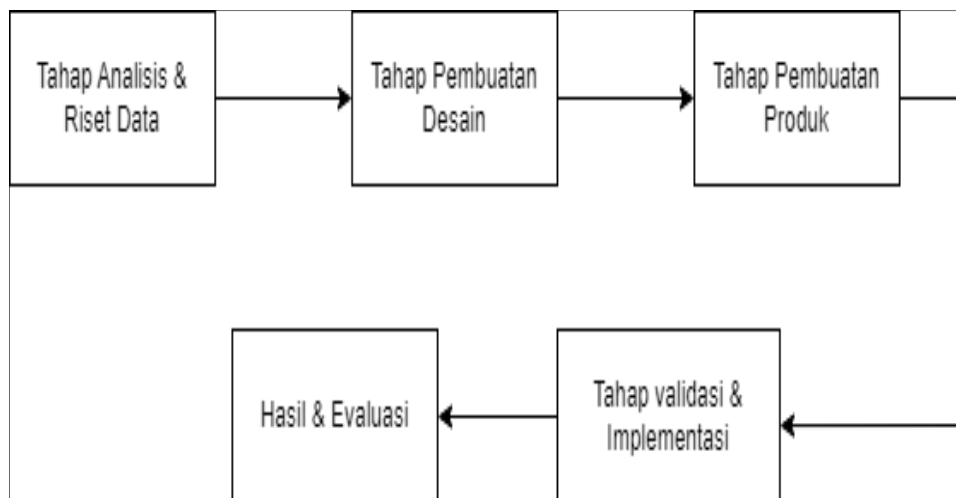 Tahap Analisis &
Riset Data
Tahap Pembuatan
Desain
Tahap Pembuatan
Produk
Tahap validasi &
Implementasi
Hasil & Evaluasi